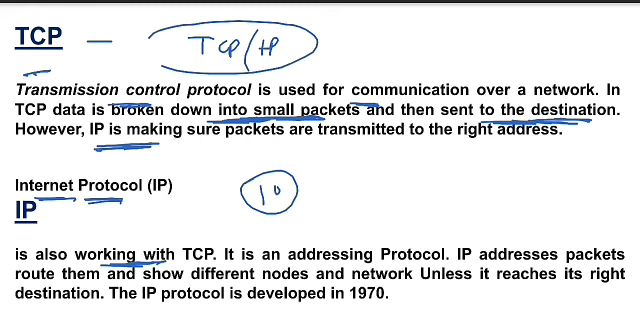 TCP
TCP/IP
Transmission control protocol is used for communication over a network. In
TCP data is broken down into small packets and then sent to the destination.
However, IP is making sure packets are transmitted to the right address.
Internet Protocol (IP)
IP
is also working with TCP. It is an addressing Protocol. IP addresses packets
route them and show different nodes and network Unless it reaches its right
destination. The IP protocol is developed in 1970.